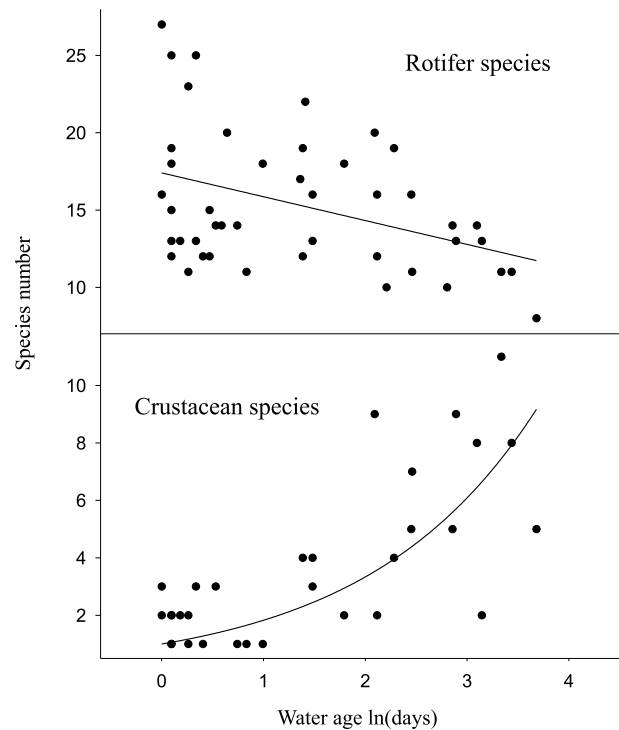 25
Rotifer species
20
15
10
Species number
10
Crustacean species
8
6
4
2
0 1 2 3 4
Water age ln(days)